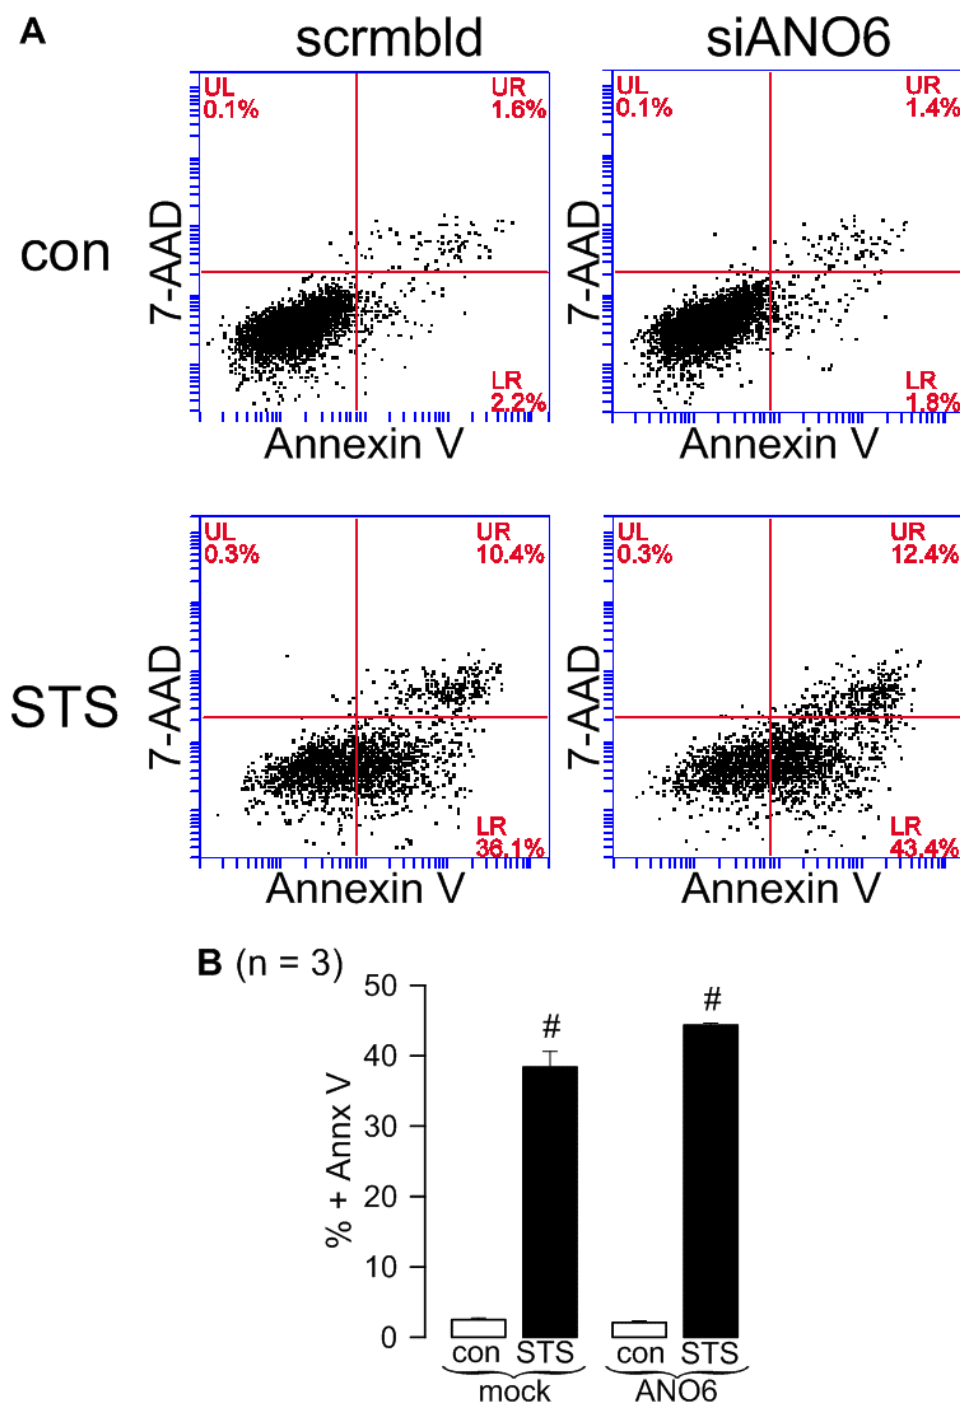 A
scrmbld
siANO6
con
7-AAD
UL
0.1%
UR
1.6%
LR
2.2%
Annexin V
7-AAD
UL
0.1%
UR
1.4%
LR
1.8%
Annexin V
STS
7-AAD
UL
0.3%
UR
10.4%
LR
36.1%
Annexin V
7-AAD
UL
0.3%
UR
12.4%
LR
43.4%
Annexin V
B (n = 3)
% + Annx V
50
40
30
20
10
0
#
#
con STS con STS
mock ANO6